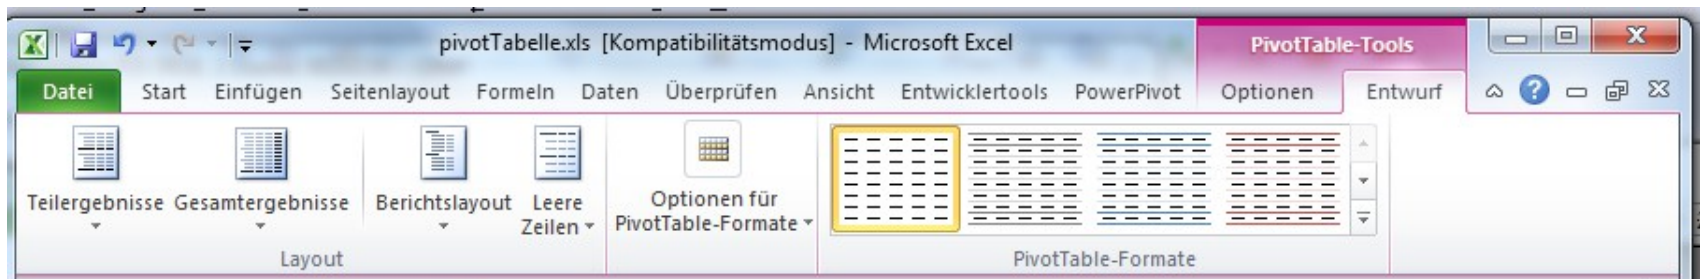 pivotTabelle.xls [Kompatibilitätsmodus] - Microsoft Excel
PivotTable-Tools
Datei Start Einfügen Seitenlayout Formeln Daten Überprüfen Ansicht Entwicklertools PowerPivot Optionen Entwurf
Teilergebnisse Gesamtergebnisse Berichtslayout Leere Zeilen
Optionen für
PivotTable-Formate
Layout
PivotTable-Formate